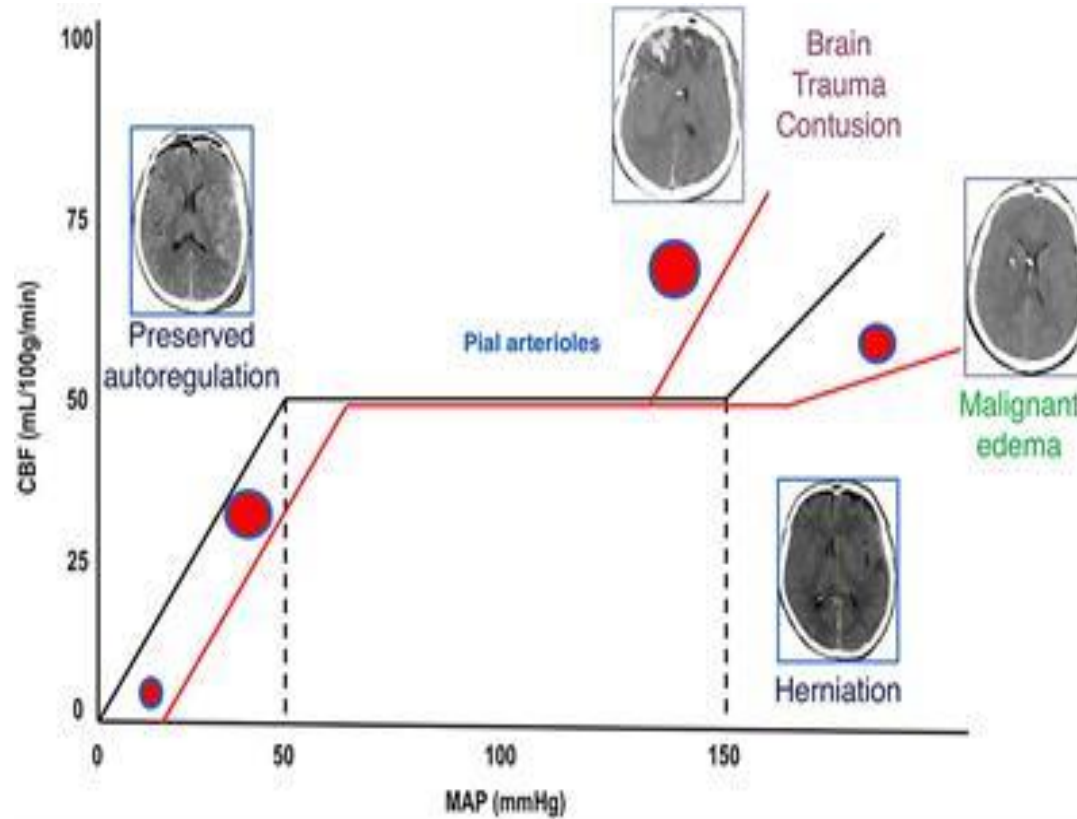 100
75
50
25
0
CBF (mL/100g/min)
Preserved
autoregulation
Pial arterioles
Brain
Trauma
Contusion
Malignant
edema
Herniation
0
50
100
150
MAP (mmHg)